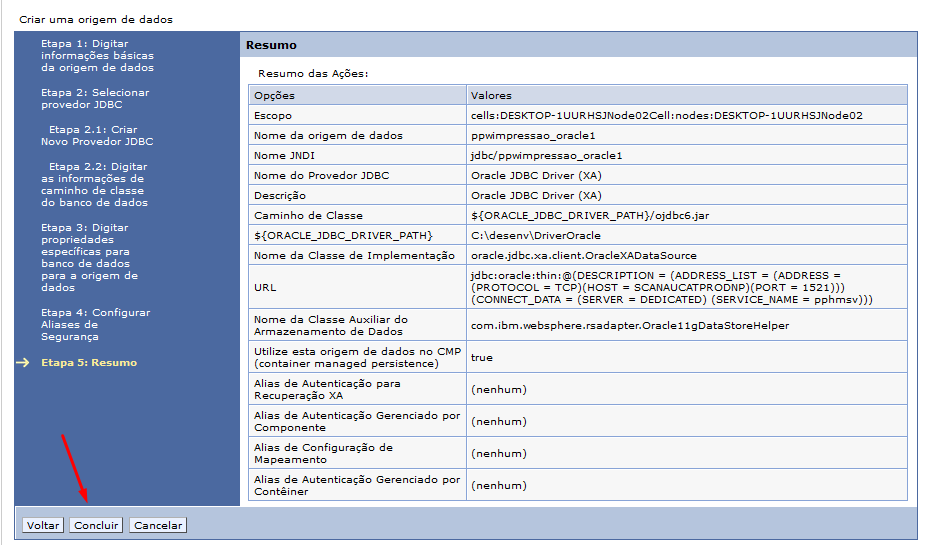 Criar uma origem de dados
Etapa 1: Digitar
informações básicas
da origem de dados
Etapa 2: Selecionar
provedor JDBC
Etapa 2.1: Criar
Novo Provedor JDBC
Etapa 2.2: Digitar
as informações de
caminho de classe
do banco de dados
Etapa 3: Digitar
propriedades
específicas para
banco de dados
para a origem de
dados
Etapa 4: Configurar
Aliases de
Segurança
Etapa 5: Resumo
Resumo
Resumo das Ações:
Opções Valores
Escopo cells:DESKTOP-1UURHSJNode02Cell:nodes:DESKTOP-1UURHSJNode02
Nome da origem de dados ppwimpressao_oracle1
Nome JNDI jdbc/ppwimpressao_oracle1
Nome do Provedor JDBC Oracle JDBC Driver (XA)
Descrição Oracle JDBC Driver (XA)
Caminho de Classe ${ORACLE_JDBC_DRIVER_PATH}/ojdbc6.jar
${ORACLE_JDBC_DRIVER_PATH} C:\desenv\DriverOracle
Nome da Classe de Implementação oracle.jdbc.xa.client.OracleXADataSource
URL
jdbc:oracle:thin:@(DESCRIPTION = (ADDRESS_LIST = (ADDRESS =
(PROTOCOL = TCP)(HOST = SCANAUCATPRODNP)(PORT = 1521)))
(CONNECT_DATA = (SERVER = DEDICATED) (SERVICE_NAME = pphmsv)))
Nome da Classe Auxiliar do
Armazenamento de Dados
com.ibm.websphere.rsadapter.Oracle11gDataStoreHelper
Utilize esta origem de dados no CMP
(container managed persistence)
true
Alias de Autenticação para
Recuperação XA
(nenhum)
Alias de Autenticação Gerenciado por
Componente
(nenhum)
Alias de Configuração de
Mapeamento
(nenhum)
Alias de Autenticação Gerenciado por
Contêiner
(nenhum)
Voltar Concluir Cancelar